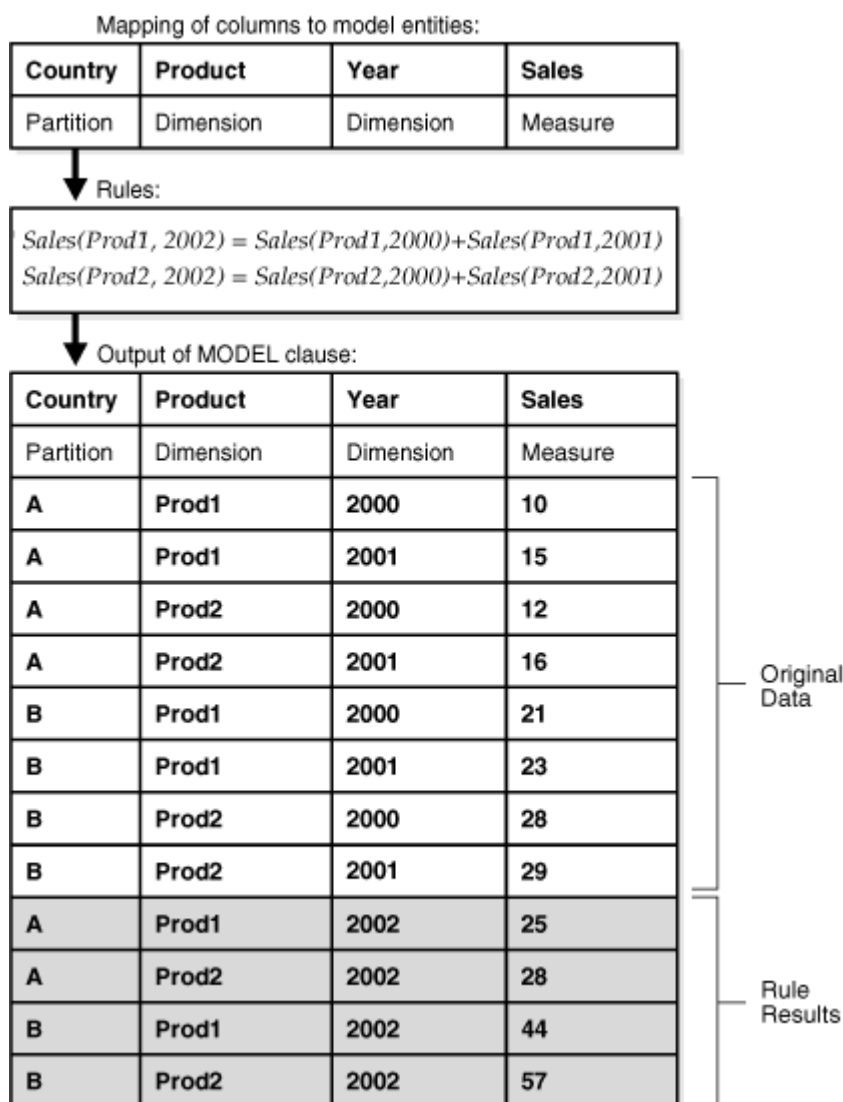 Mapping of columns to model entities:
Country Product Year Sales
Partition Dimension Dimension Measure
Rules:
Sales(Prod1, 2002) = Sales(Prod1,2000)+Sales(Prod1,2001)
Sales(Prod2, 2002) = Sales(Prod2,2000)+Sales(Prod2,2001)
Output of MODEL clause:
Country Product Year Sales
Partition Dimension Dimension Measure
A Prod1 2000 10
A Prod1 2001 15
A Prod2 2000 12
A Prod2 2001 16
B Prod1 2000 21
B Prod1 2001 23
B Prod2 2000 28
B Prod2 2001 29
Original
Data
A Prod1 2002 25
A Prod2 2002 28
B Prod1 2002 44
B Prod2 2002 57
Rule
Results